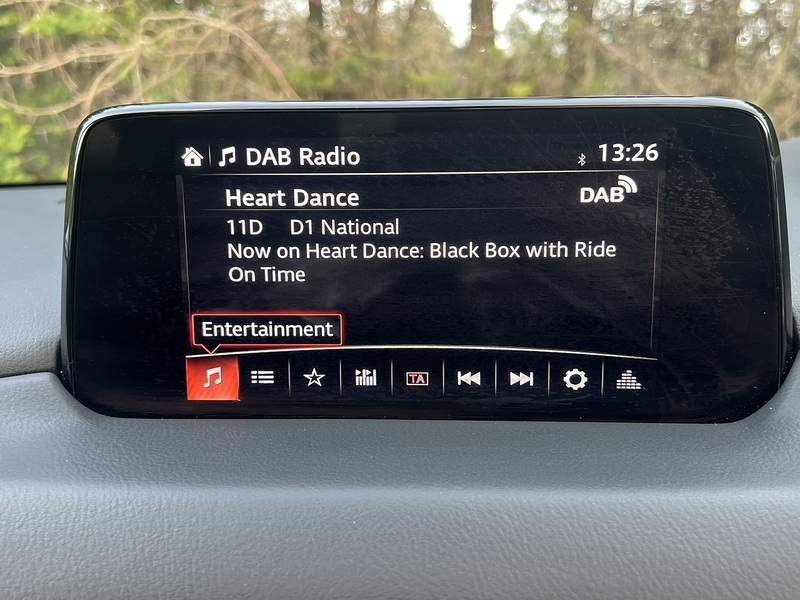 DAB Radio 13:26
Heart Dance DAB
11D D1 National
Now on Heart Dance: Black Box with Ride
On Time
Entertainment
TA